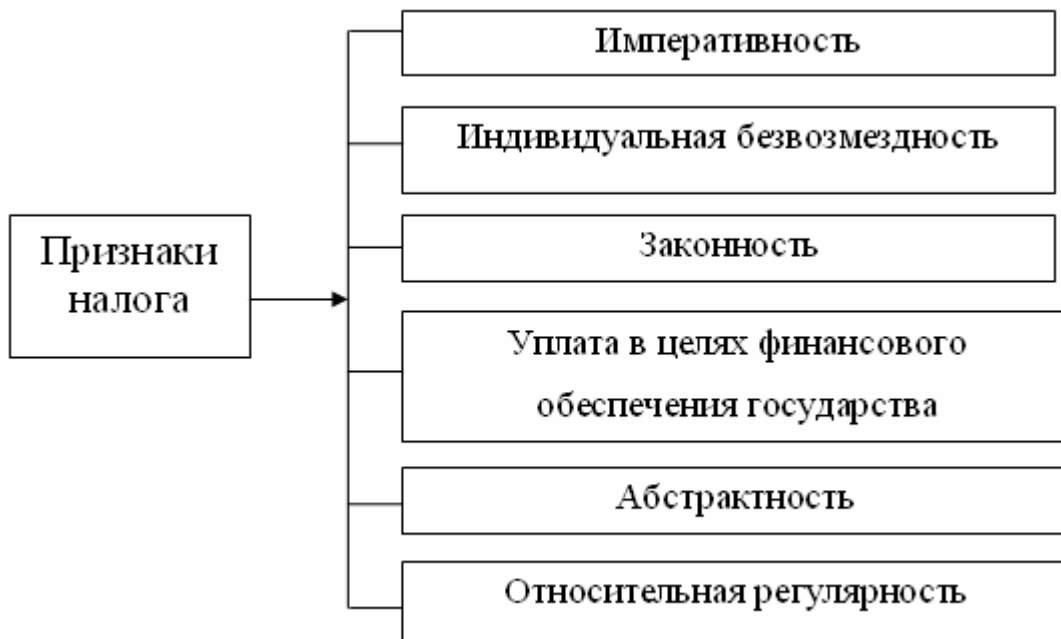 Признаки
налога
Императивность
Индивидуальная безвозмездность
Законность
Уплата в целях финансового
обеспечения государства
Абстрактность
Относительная регулярность